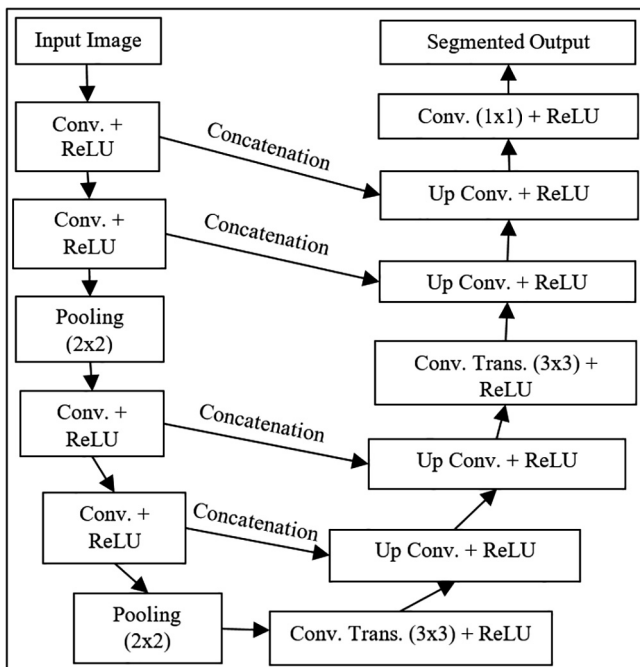 Input Image
Conv. +
ReLU
Conv. +
ReLU
Pooling
(2x2)
Conv. +
ReLU
Conv. +
ReLU
Pooling
(2x2)
Concatenation
Concatenation
Concatenation
Concatenation
Segmented Output
Conv. (1x1) + ReLU
Up Conv. + ReLU
Up Conv. + ReLU
Conv. Trans. (3x3) +
ReLU
Up Conv. + ReLU
Up Conv. + ReLU
Conv. Trans. (3x3) + ReLU